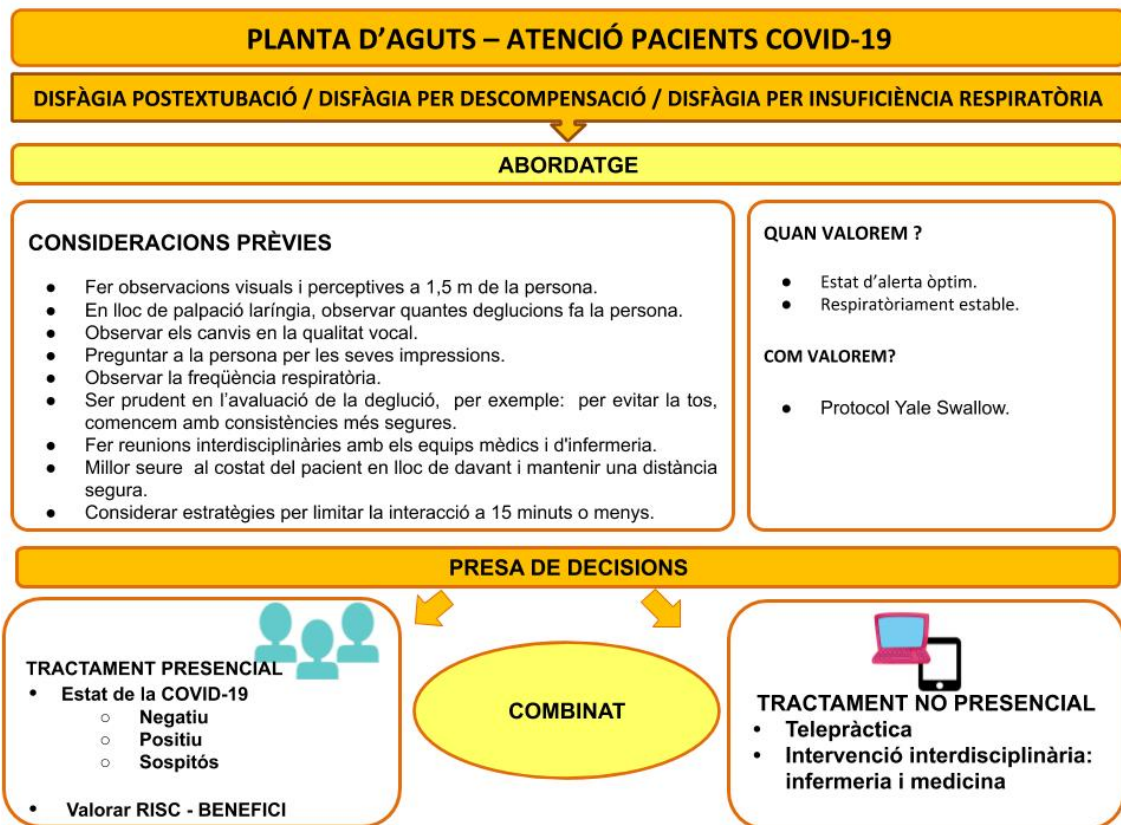 PLANTA D'AGUTS – ATENCIÓ PACIENTS COVID-19
DISFÀGIA POSTEXTUBACIÓ / DISFÀGIA PER DESCOMPENSACIÓ / DISFÀGIA PER INSUFICIÈNCIA RESPIRATÒRIA
ABORDATGE
CONSIDERACIONS PRÈVIES
● Fer observacions visuals i perceptives a 1,5 m de la persona.
● En lloc de palpació laríngia, observar quantes deglucions fa la persona.
● Observar els canvis en la qualitat vocal.
● Preguntar a la persona per les seves impressions.
● Observar la freqüència respiratòria.
● Ser prudent en l'avaluació de la deglució, per exemple: per evitar la tos,
comencem amb consistències més segures.
● Fer reunions interdisciplinàries amb els equips mèdics i d'infermeria.
● Millor seure al costat del pacient en lloc de davant i mantenir una distància
segura.
● Considerar estratègies per limitar la interacció a 15 minuts o menys.
QUAN VALOREM ?
● Estat d'alerta òptim.
● Respiratòriament estable.
COM VALOREM?
● Protocol Yale Swallow.
PRESA DE DECISIONS
TRACTAMENT PRESENCIAL
• Estat de la COVID-19
○ Negatiu
○ Positiu
○ Sospitós
• Valorar RISC - BENEFICI
COMBINAT
TRACTAMENT NO PRESENCIAL
• Telepràctica
• Intervenció interdisciplinària:
infermeria i medicina